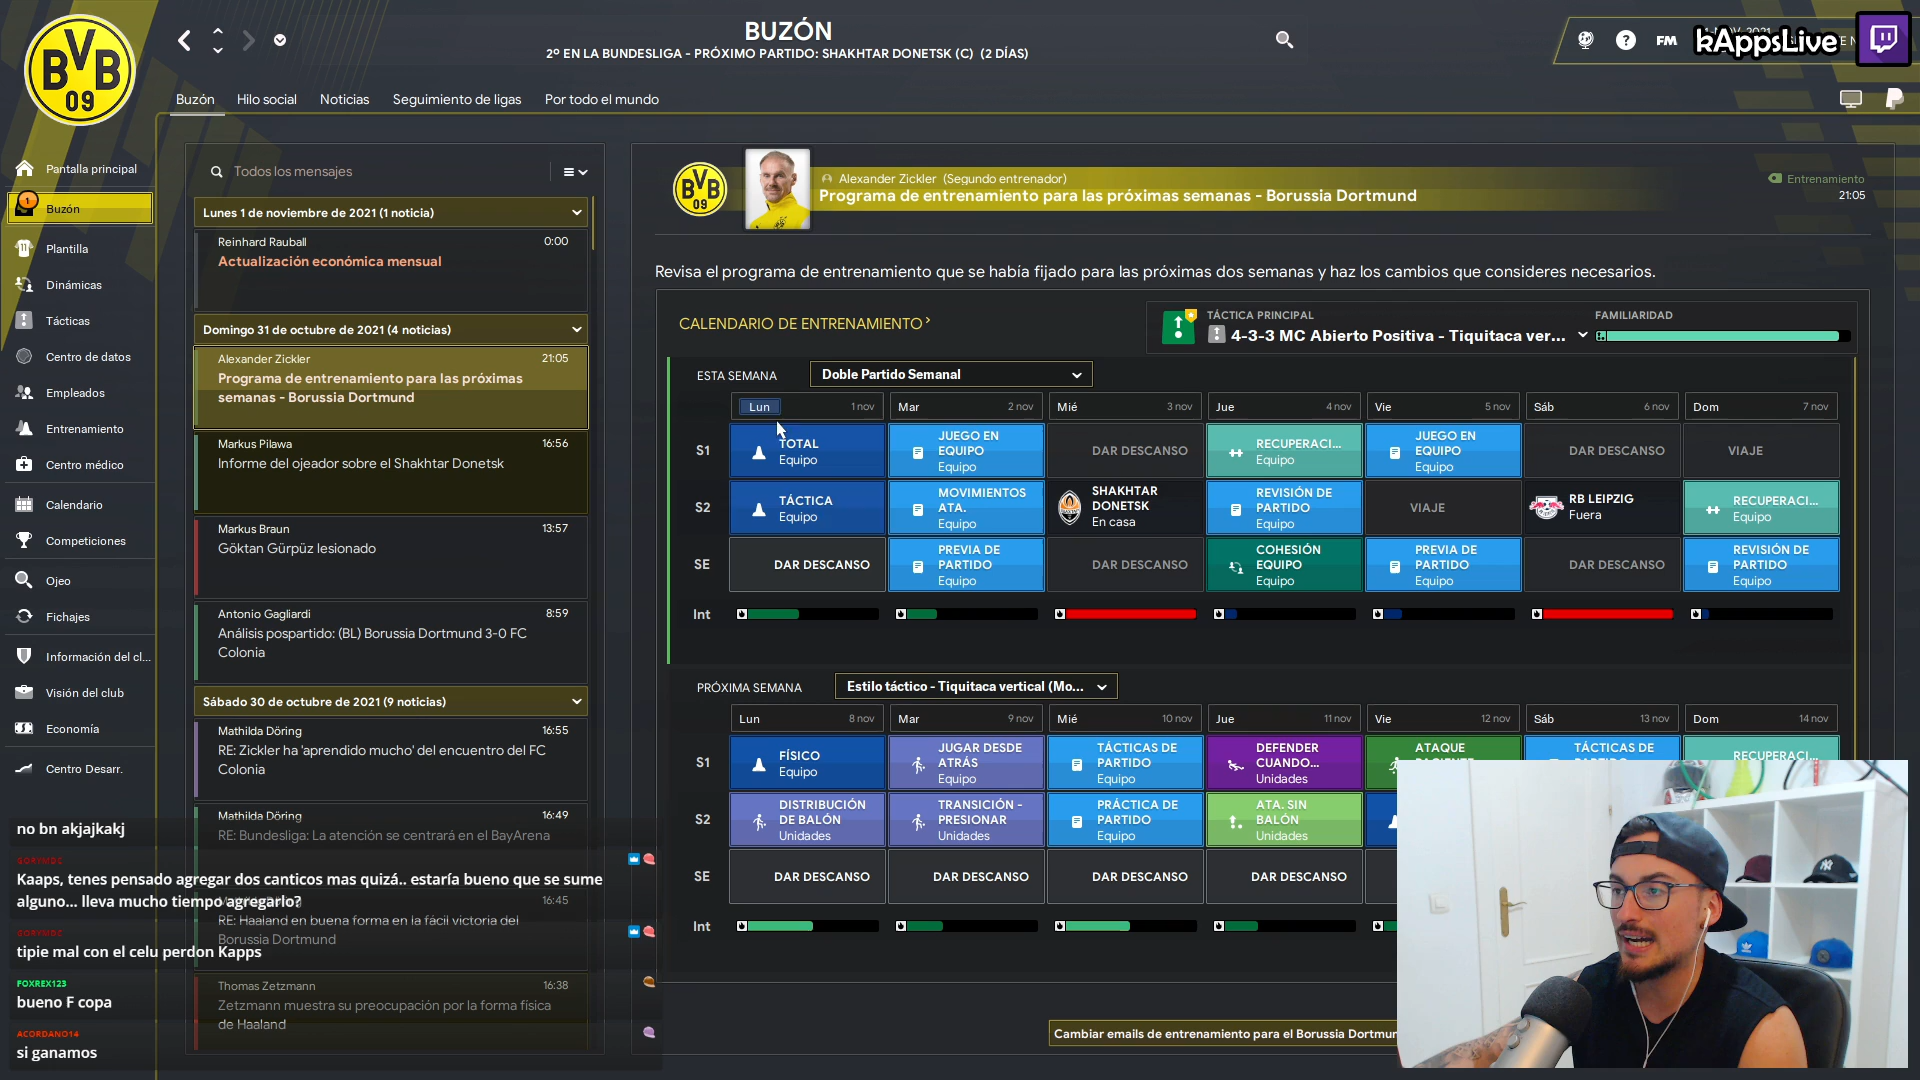 BUZÓN
2º EN LA BUNDESLIGA - PRÓXIMO PARTIDO: SHAKHTAR DONETSK (C) (2 DÍAS)
FM
kAppsLive
BVB
09
Buzón
Hilo social
Noticias
Seguimiento de ligas
Por todo el mundo
Pantalla principal
1
Buzón
Plantilla
Dinámicas
Tácticas
Centro de datos
Empleados
Entrenamiento
Centro médico
Calendario
Competiciones
Ojeo
Fichajes
Información del cl...
Visión del club
Economía
Centro Desarr.
Todos los mensajes
Lunes 1 de noviembre de 2021 (1 noticia)
Reinhard Rauball 0:00
Actualización económica mensual
Domingo 31 de octubre de 2021 (4 noticias)
Alexander Zickler 21:05
Programa de entrenamiento para las próximas
semanas - Borussia Dortmund
Markus Pilawa 16:56
Informe del ojeador sobre el Shakhtar Donetsk
Markus Braun 13:57
Göktan Gürpüz lesionado
Antonio Gagliardi 8:59
Análisis pospartido: (BL) Borussia Dortmund 3-0 FC
Colonia
Sábado 30 de octubre de 2021 (9 noticias)
Mathilda Döring 16:55
RE: Zickler ha 'aprendido mucho' del encuentro del FC
Colonia
Mathilda Döring 16:49
RE: Bundesliga: La atención se centrará en el BayArena
16:45
RE: Haaland en buena forma en la fácil victoria del
Borussia Dortmund
Thomas Zetzmann 16:38
Zetzmann muestra su preocupación por la forma física
de Haaland
no bn akjajkakj
Kaaps, tenes pensado agregar dos canticos mas quizá.. estaría bueno que se sume
alguno... lleva mucho tiempo agregarlo?
tipie mal con el celu perdon Kapps
FOXREX123
bueno F copa
ACORDANO14
si ganamos
BVB
09
Alexander Zickler (Segundo entrenador)
Programa de entrenamiento para las próximas semanas - Borussia Dortmund
Entrenamiento
21:05
Revisa el programa de entrenamiento que se había fijado para las próximas dos semanas y haz los cambios que consideres necesarios.
CALENDARIO DE ENTRENAMIENTO
TÁCTICA PRINCIPAL
4-3-3 MC Abierto Positiva - Tiquitaca ver...
FAMILIARIDAD
ESTA SEMANA
Doble Partido Semanal
Lun 1 nov Mar 2 nov Mié 3 nov Jue 4 nov Vie 5 nov Sáb 6 nov Dom 7 nov
S1
TOTAL
Equipo
JUEGO EN
EQUIPO
Equipo
DAR DESCANSO
RECUPERACI...
Equipo
JUEGO EN
EQUIPO
Equipo
DAR DESCANSO
VIAJE
S2
TÁCTICA
Equipo
MOVIMIENTOS
ATA.
Equipo
SHAKHTAR
DONETSK
En casa
REVISIÓN DE
PARTIDO
Equipo
VIAJE
RB LEIPZIG
Fuera
RECUPERACI...
Equipo
SE
DAR DESCANSO
PREVIA DE
PARTIDO
Equipo
DAR DESCANSO
COHESIÓN
EQUIPO
Equipo
PREVIA DE
PARTIDO
Equipo
DAR DESCANSO
REVISIÓN DE
PARTIDO
Equipo
Int
PRÓXIMA SEMANA
Estilo táctico - Tiquitaca vertical (Mo...
Lun 8 nov Mar 9 nov Mié 10 nov Jue 11 nov Vie 12 nov Sáb 13 nov Dom 14 nov
S1
FÍSICO
Equipo
JUGAR DESDE
ATRÁS
Equipo
TÁCTICAS DE
PARTIDO
Equipo
DEFENDER
CUANDO...
Unidades
ATAQUE
TÁCTICAS DE
RECUPERACI...
S2
DISTRIBUCIÓN
DE BALÓN
Unidades
TRANSICIÓN -
PRESIONAR
Unidades
PRÁCTICA DE
PARTIDO
Equipo
ATA. SIN
BALÓN
Unidades
SE
DAR DESCANSO
DAR DESCANSO
DAR DESCANSO
DAR DESCANSO
Int
Cambiar emails de entrenamiento para el Borussia Dortmun